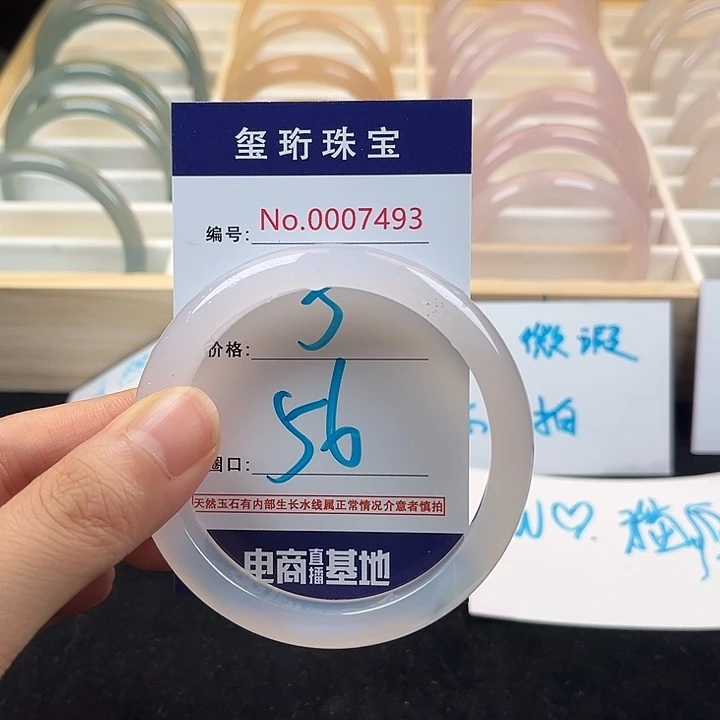 玺珩珠宝
编号: No.0007493
价格:
圈口: 56
天然玉石有内部生长水线属正常情况介意者慎拍
电商直播基地
微瑕
拍